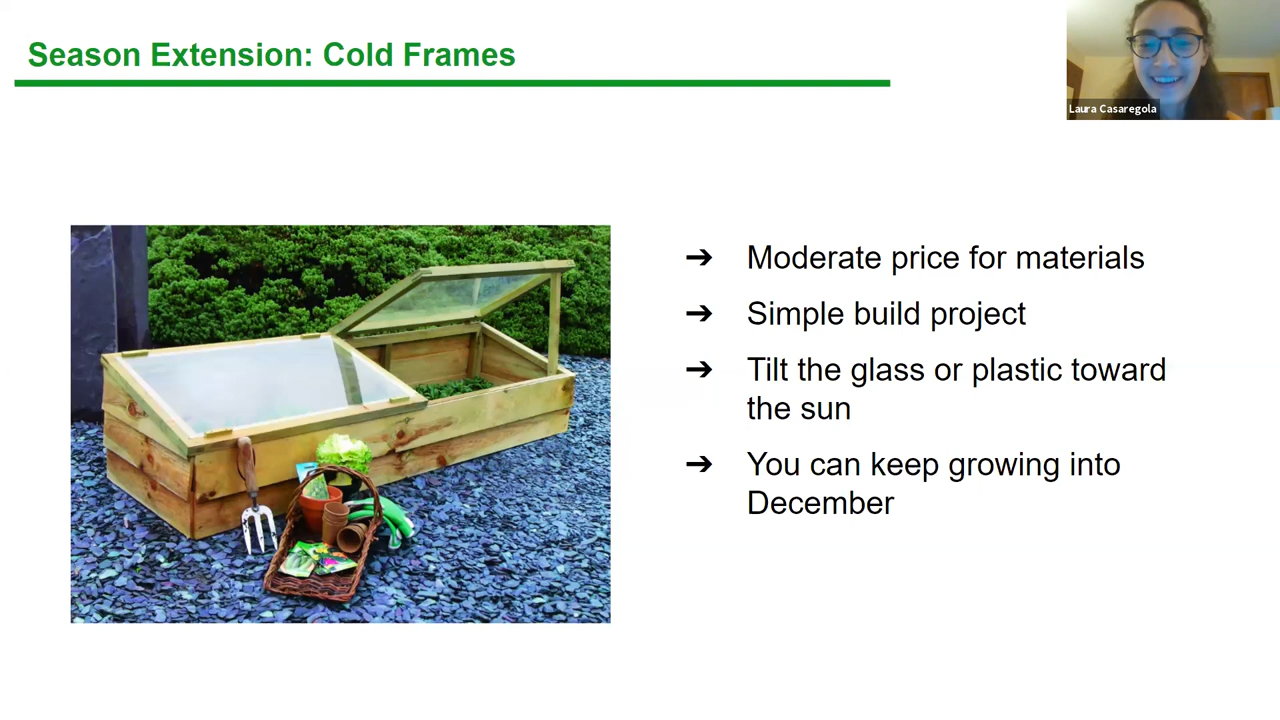 Season Extension: Cold Frames
Laura Casaregola
➔ Moderate price for materials
➔ Simple build project
➔ Tilt the glass or plastic toward
the sun
➔ You can keep growing into
December